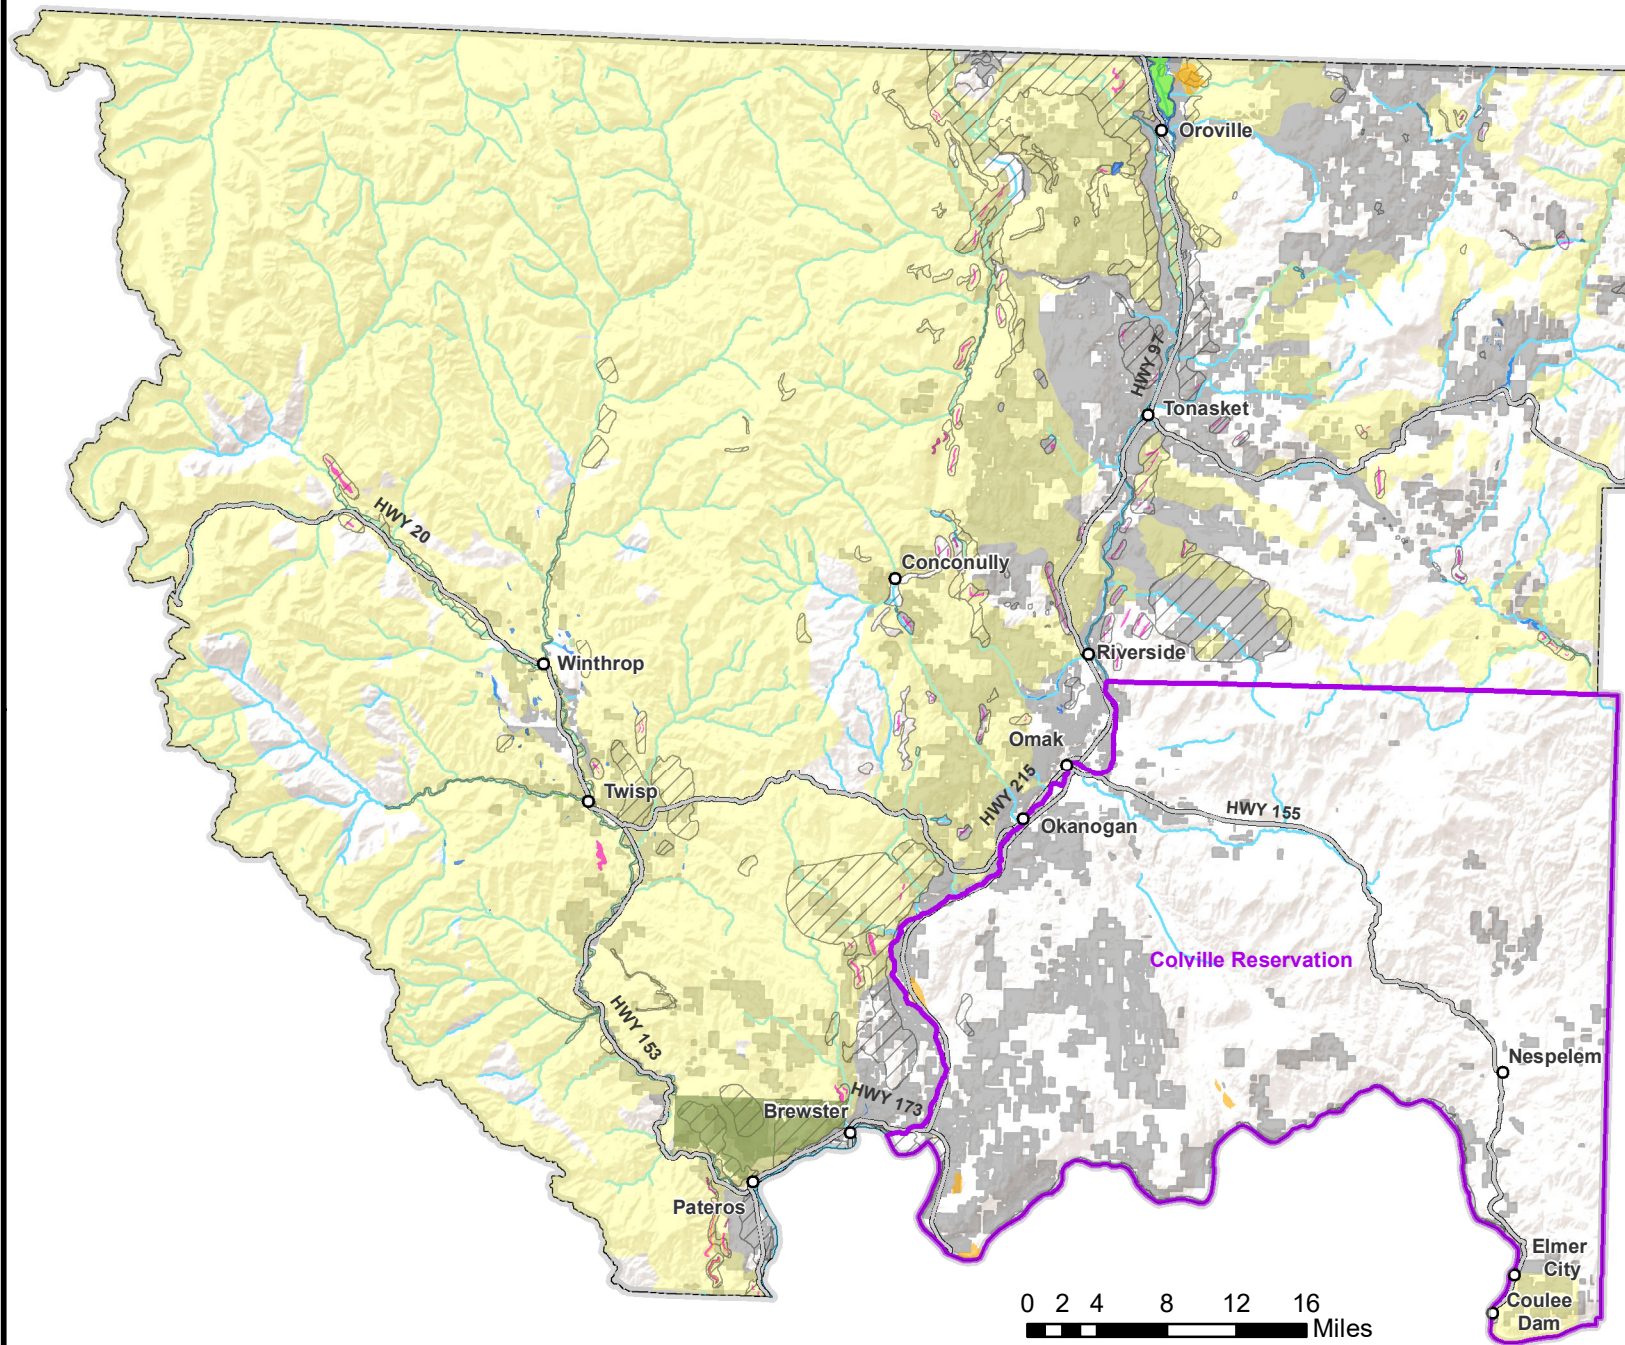 Oroville
HWY 97
Tonasket
HWY 20
Conconully
Winthrop
Riverside
Omak
HWY 215
Twisp
Okanogan
HWY 155
Colville Reservation
HWY 153
Nespelem
HWY 173
Brewster
Pateros
Elmer
City
Coulee
Dam
0 2 4 8 12 16
Miles